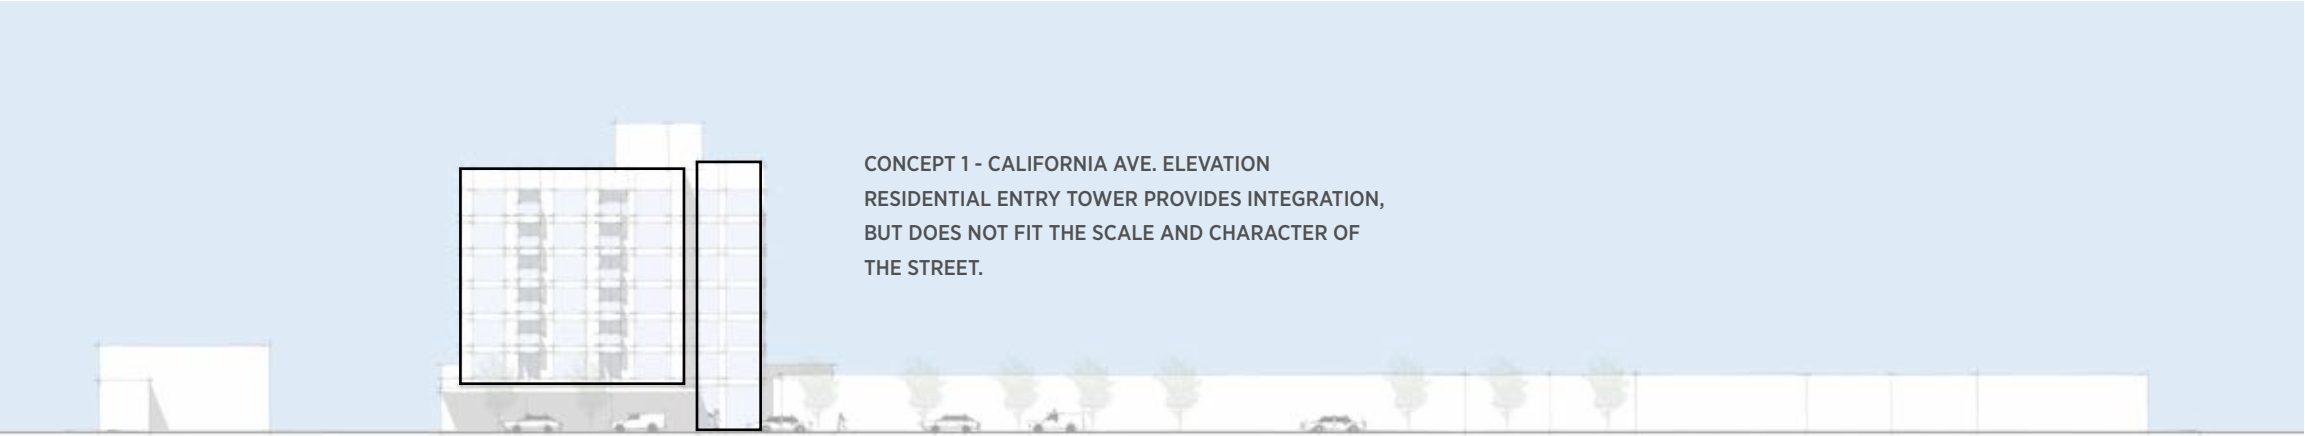 CONCEPT 1 - CALIFORNIA AVE. ELEVATION
RESIDENTIAL ENTRY TOWER PROVIDES INTEGRATION,
BUT DOES NOT FIT THE SCALE AND CHARACTER OF
THE STREET.